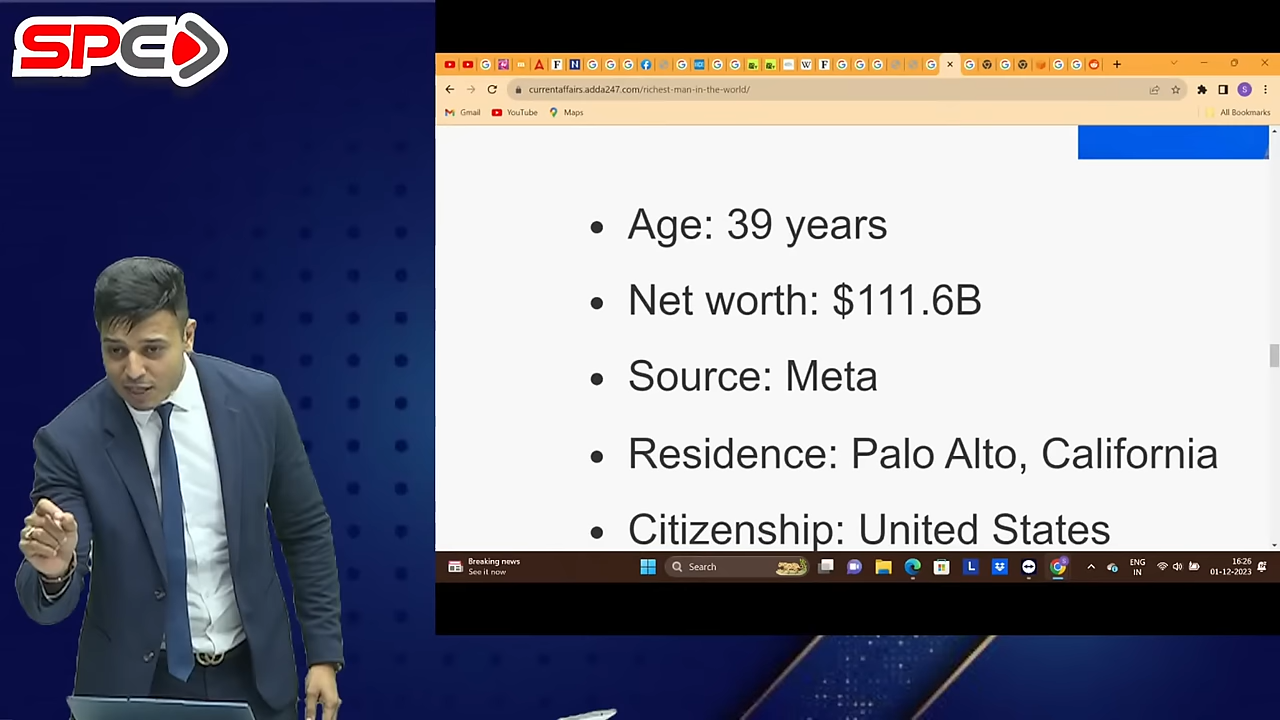 SPED
currentaffairs.adda247.com/richest-man-in-the-world/
Gmail YouTube Maps All Bookmarks
• Age: 39 years
• Net worth: $111.6B
• Source: Meta
• Residence: Palo Alto, California
• Citizenship: United States
Breaking news
See it now
Search
ENG
IN
16:26
01-12-2023